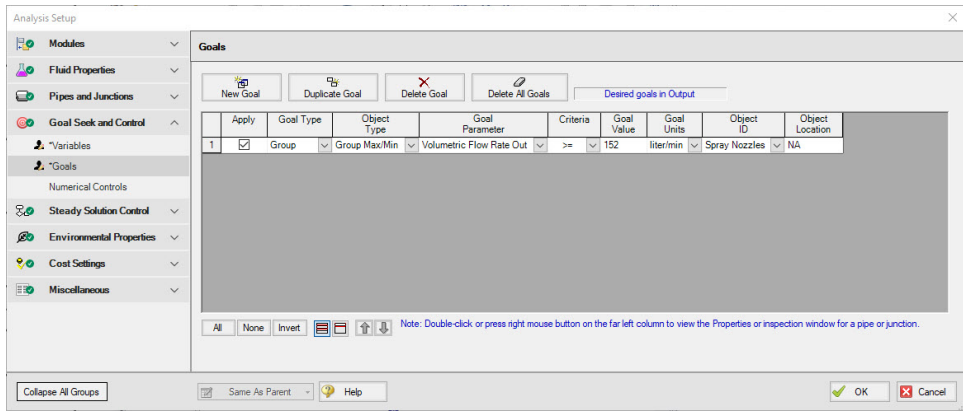 Analysis Setup
Modules
Fluid Properties
Pipes and Junctions
Goal Seek and Control
*Variables
*Goals
Numerical Controls
Steady Solution Control
Environmental Properties
Cost Settings
Miscellaneous
Goals
New Goal Duplicate Goal Delete Goal Delete All Goals Desired goals in Output
Apply Goal Type Object Type Goal Parameter Criteria Goal Value Goal Units Object ID Object Location
1 Group Group Max/Min Volumetric Flow Rate Out >= 152 liter/min Spray Nozzles NA
All None Invert Note: Double-click or press right mouse button on the far left column to view the Properties or inspection window for a pipe or junction.
Collapse All Groups Same As Parent Help OK Cancel